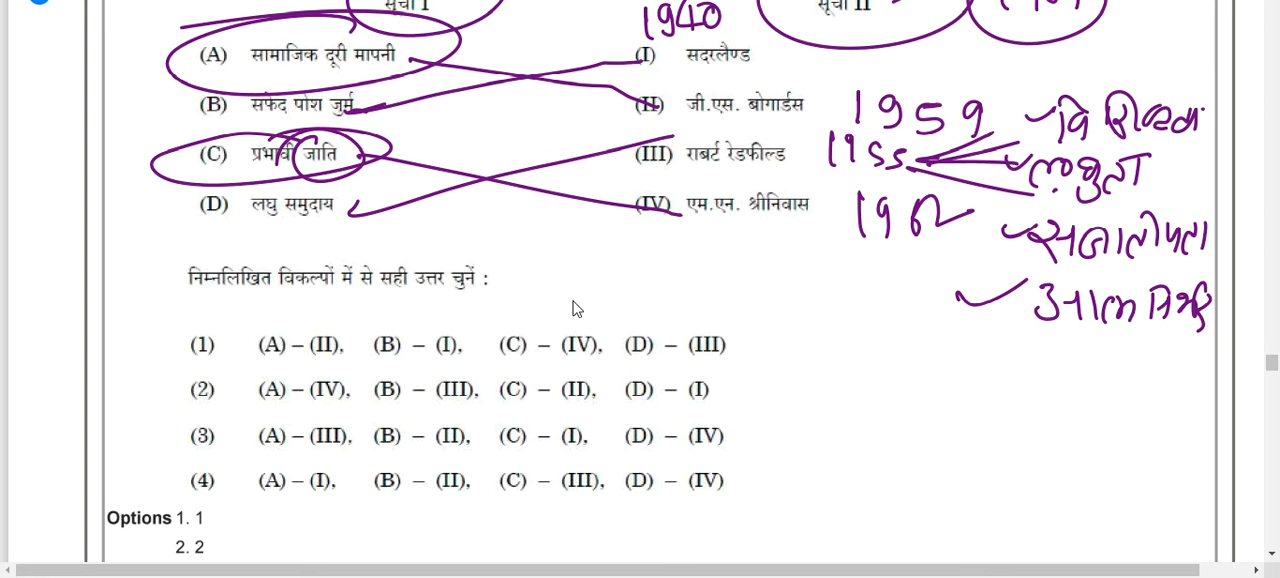 सूची I 1940 सूची II
(A) सामाजिक दूरी मापनी (I) सदरलैण्ड
(B) सफेद पोश जुर्म (II) जी.एस. बोगार्डस 1959
(C) प्रभावी जाति (III) राबर्ट रेडफील्ड 1955
(D) लघु समुदाय (IV) एम.एन. श्रीनिवास
निम्नलिखित विकल्पों में से सही उत्तर चुनें :
(1) (A) – (II), (B) – (I), (C) – (IV), (D) – (III)
(2) (A) – (IV), (B) – (III), (C) – (II), (D) – (I)
(3) (A) – (III), (B) – (II), (C) – (I), (D) – (IV)
(4) (A) – (I), (B) – (II), (C) – (III), (D) – (IV)
Options 1. 1
2. 2